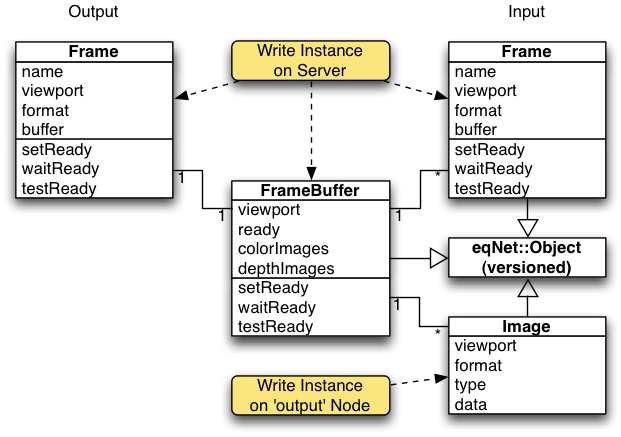 Output
Input
Write Instance
on Server
Frame
name
viewport
format
buffer
setReady
waitReady
testReady
Frame
name
viewport
format
buffer
setReady
waitReady
testReady
1
1
FrameBuffer
viewport
ready
colorImages
depthImages
setReady
waitReady
testReady
1
*
1
*
eqNet::Object
(versioned)
Image
viewport
format
type
data
Write Instance
on 'output' Node